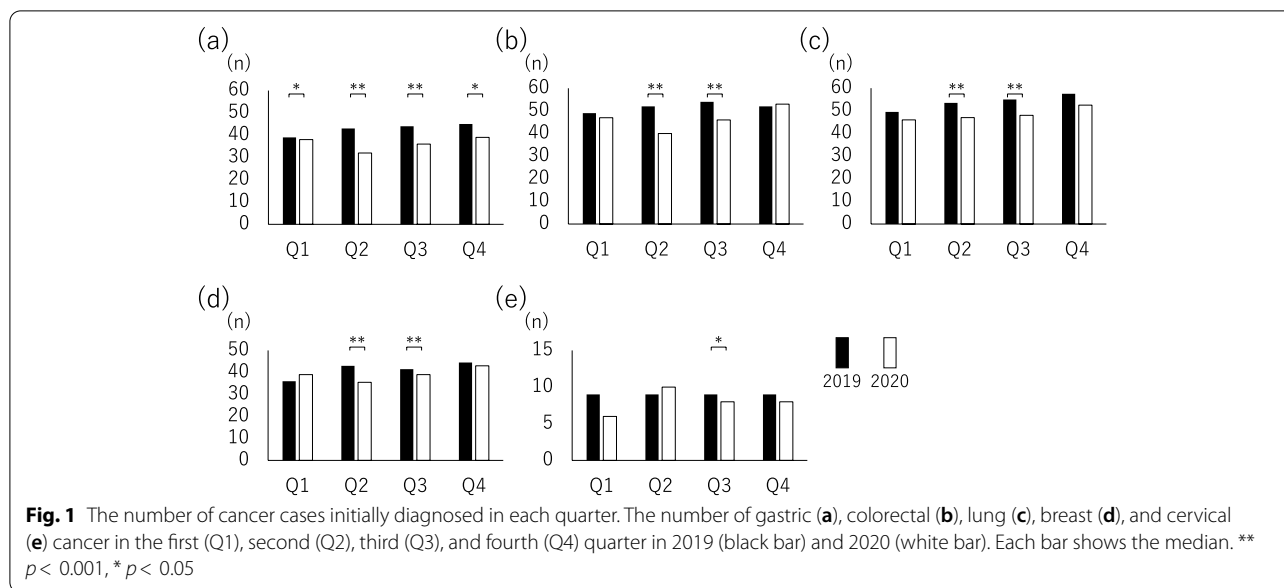 (a)
(n)
* ** ** *
60
50
40
30
20
10
0
Q1 Q2 Q3 Q4
(b)
(n)
** **
60
50
40
30
20
10
0
Q1 Q2 Q3 Q4
(c)
(n)
** **
60
50
40
30
20
10
0
Q1 Q2 Q3 Q4
(d)
(n)
** **
50
40
30
20
10
0
Q1 Q2 Q3 Q4
(e)
(n)
*
15
10
5
0
Q1 Q2 Q3 Q4
2019 2020
Fig. 1 The number of cancer cases initially diagnosed in each quarter. The number of gastric (a), colorectal (b), lung (c), breast (d), and cervical
(e) cancer in the first (Q1), second (Q2), third (Q3), and fourth (Q4) quarter in 2019 (black bar) and 2020 (white bar). Each bar shows the median. **
p < 0.001, * p < 0.05